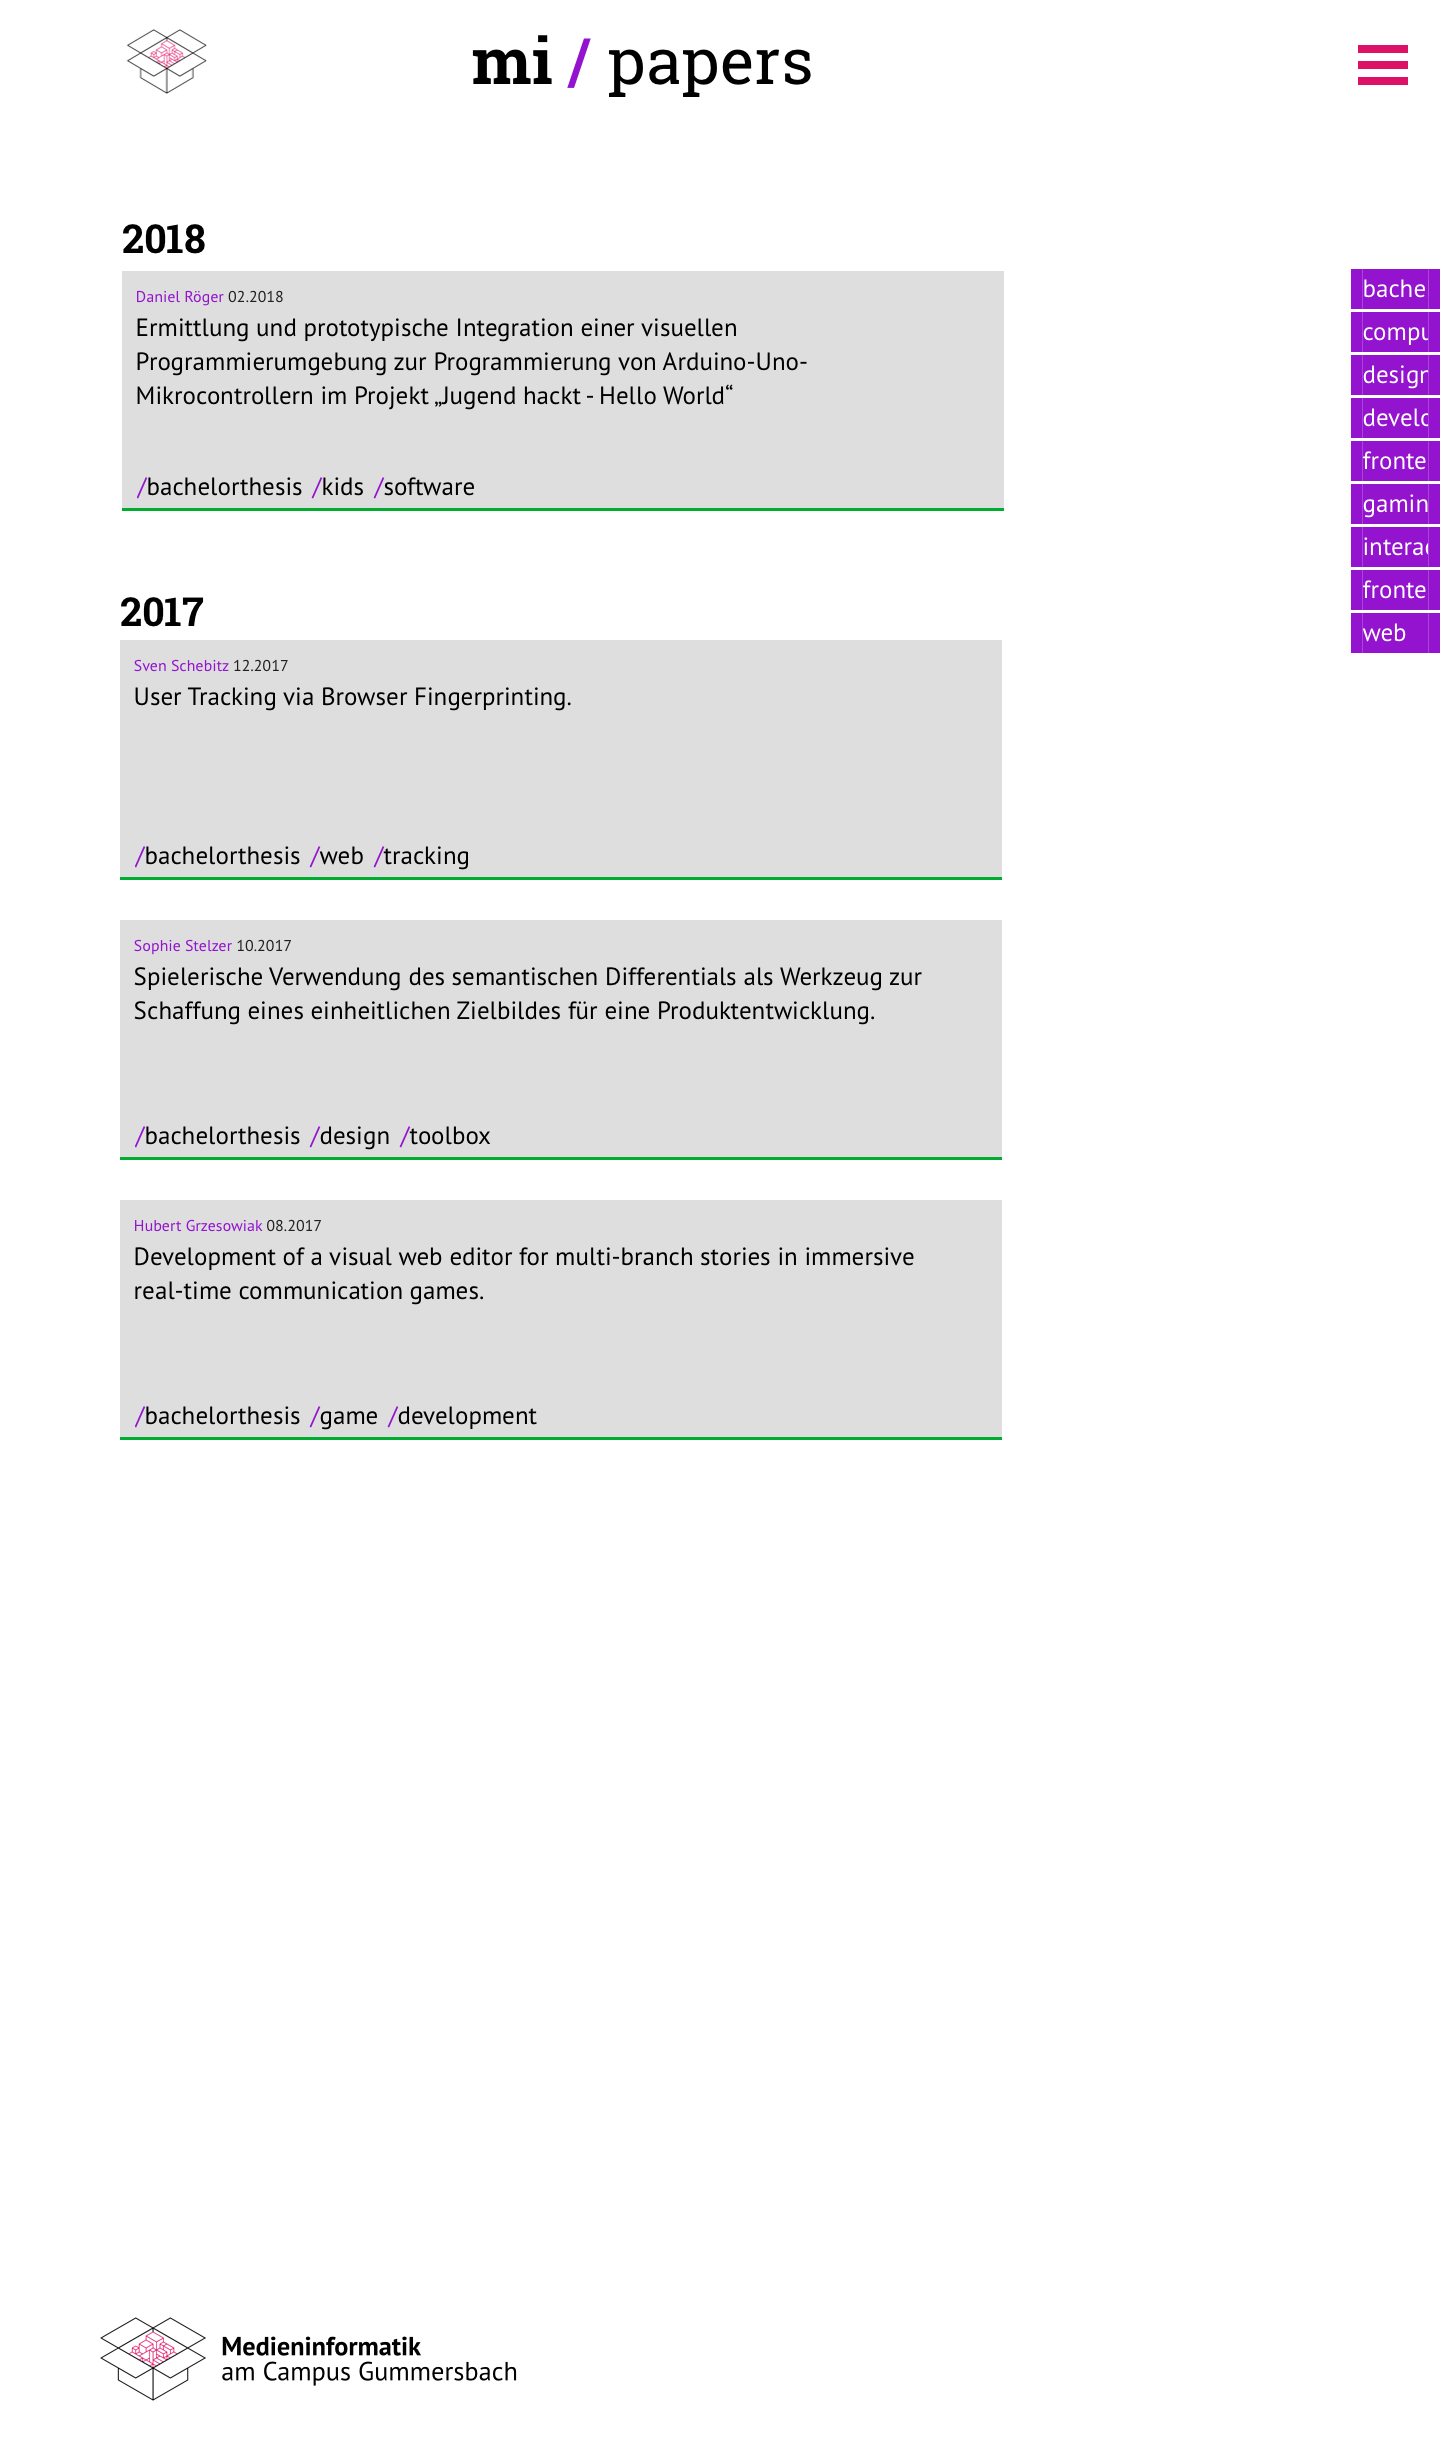 mi / papers
2018
Daniel Röger 02.2018
Ermittlung und prototypische Integration einer visuellen
Programmierumgebung zur Programmierung von Arduino-Uno-
Mikrocontrollern im Projekt „Jugend hackt - Hello World“
/bachelorthesis /kids /software
bache
compu
design
develo
fronte
gamin
interac
fronte
web
2017
Sven Schebitz 12.2017
User Tracking via Browser Fingerprinting.
/bachelorthesis /web /tracking
Sophie Stelzer 10.2017
Spielerische Verwendung des semantischen Differentials als Werkzeug zur
Schaffung eines einheitlichen Zielbildes für eine Produktentwicklung.
/bachelorthesis /design /toolbox
Hubert Grzesowiak 08.2017
Development of a visual web editor for multi-branch stories in immersive
real-time communication games.
/bachelorthesis /game /development
Medieninformatik
am Campus Gummersbach